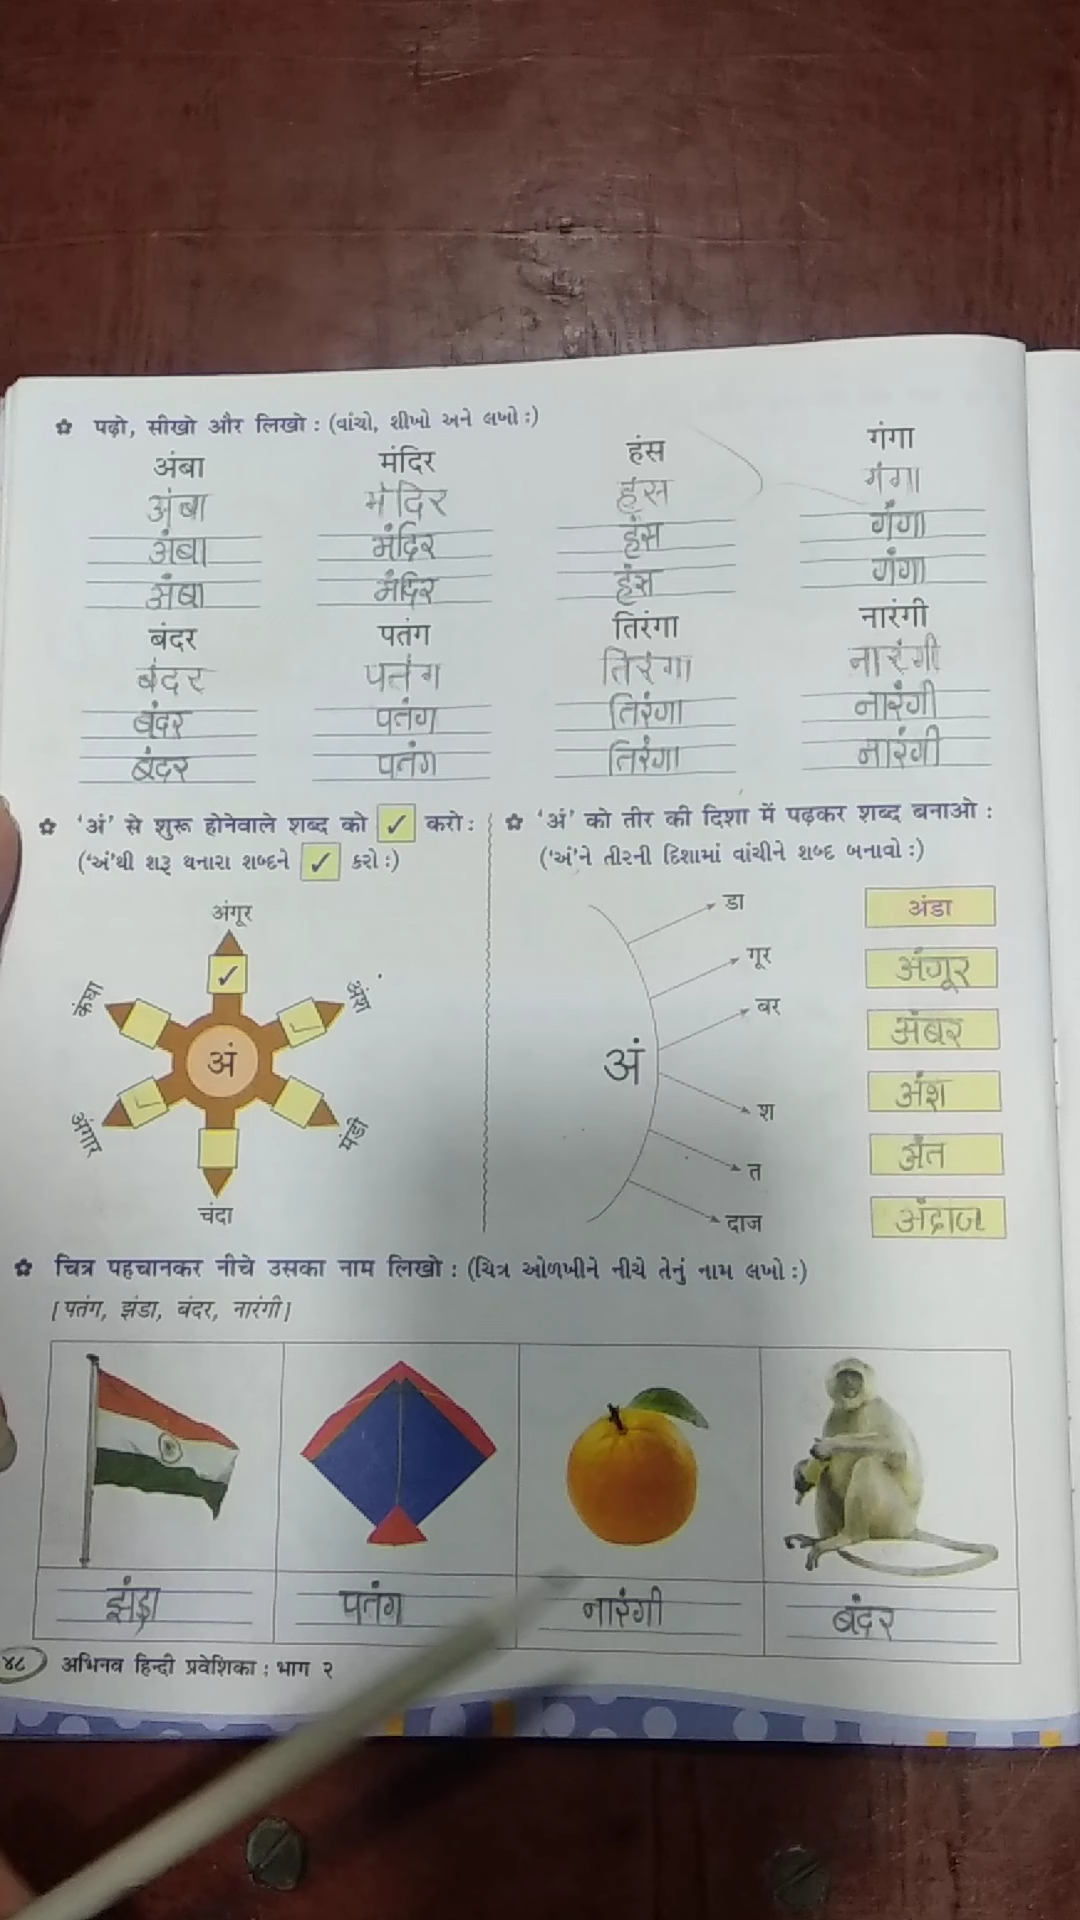 ☆ पढ़ो, सीखो और लिखो : (વાંચો, શીખો અને લખો :)
अंबा मंदिर हंस गंगा
अंबा मंदिर हंस गंगा
अंबा मंदिर हंस गंगा
अंबा मंदिर हंस गंगा
बंदर पतंग तिरंगा नारंगी
बंदर पतंग तिरंगा नारंगी
बंदर पतंग तिरंगा नारंगी
बंदर पतंग तिरंगा नारंगी
☆ 'अं' से शुरू होनेवाले शब्द को ✓ करो :
('અં'થી શરૂ થનારા શબ્દને ✓ કરો :)
अंगूर
✓
कंघा
अंश
अं
अंगार
मंडी
चंदा
☆ 'अं' को तीर की दिशा में पढ़कर शब्द बनाओ :
('અં'ને તીરની દિશામાં વાંચીને શબ્દ બનાવો :)
डा अंडा
गूर अंगूर
बर अंबर
अं
श अंश
त अंत
दाज अंदाज
☆ चित्र पहचानकर नीचे उसका नाम लिखो : (ચિત્ર ઓળખીને નીચે તેનું નામ લખો :)
[पतंग, झंडा, बंदर, नारंगी]
झंडा पतंग नारंगी बंदर
४८ अभिनव हिन्दी प्रवेशिका : भाग २